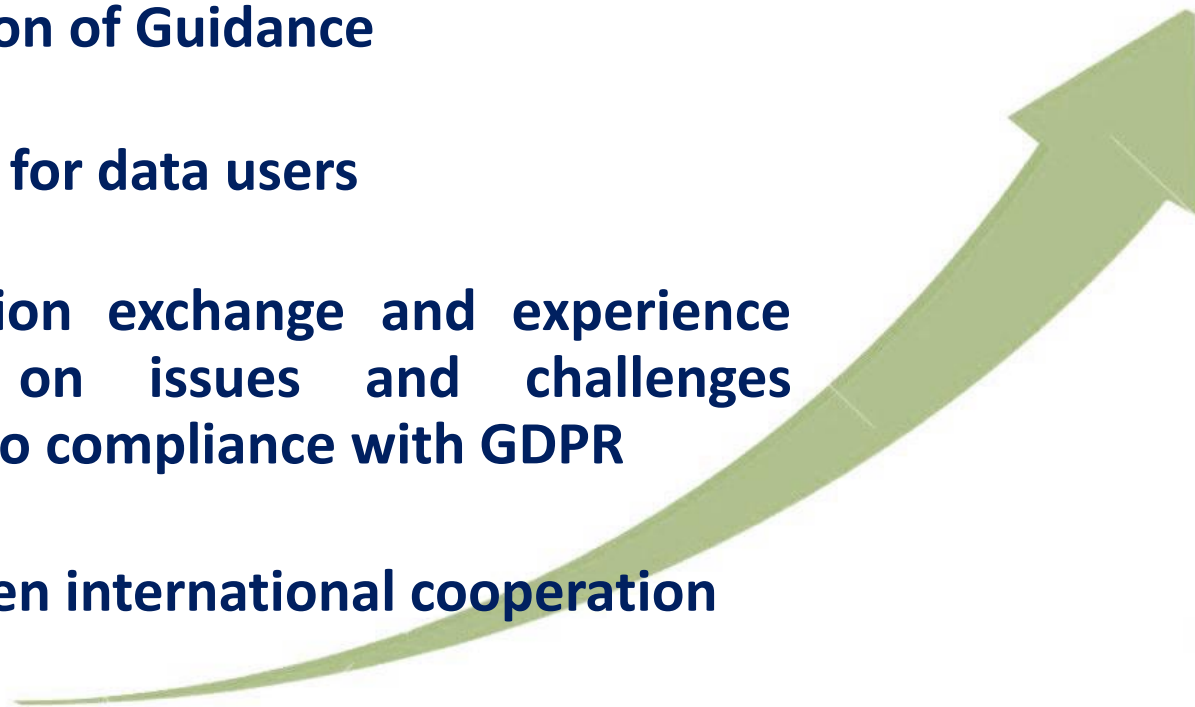 on of Guidance
for data users
ion exchange and experience
on issues and challenges
o compliance with GDPR
en international cooperation